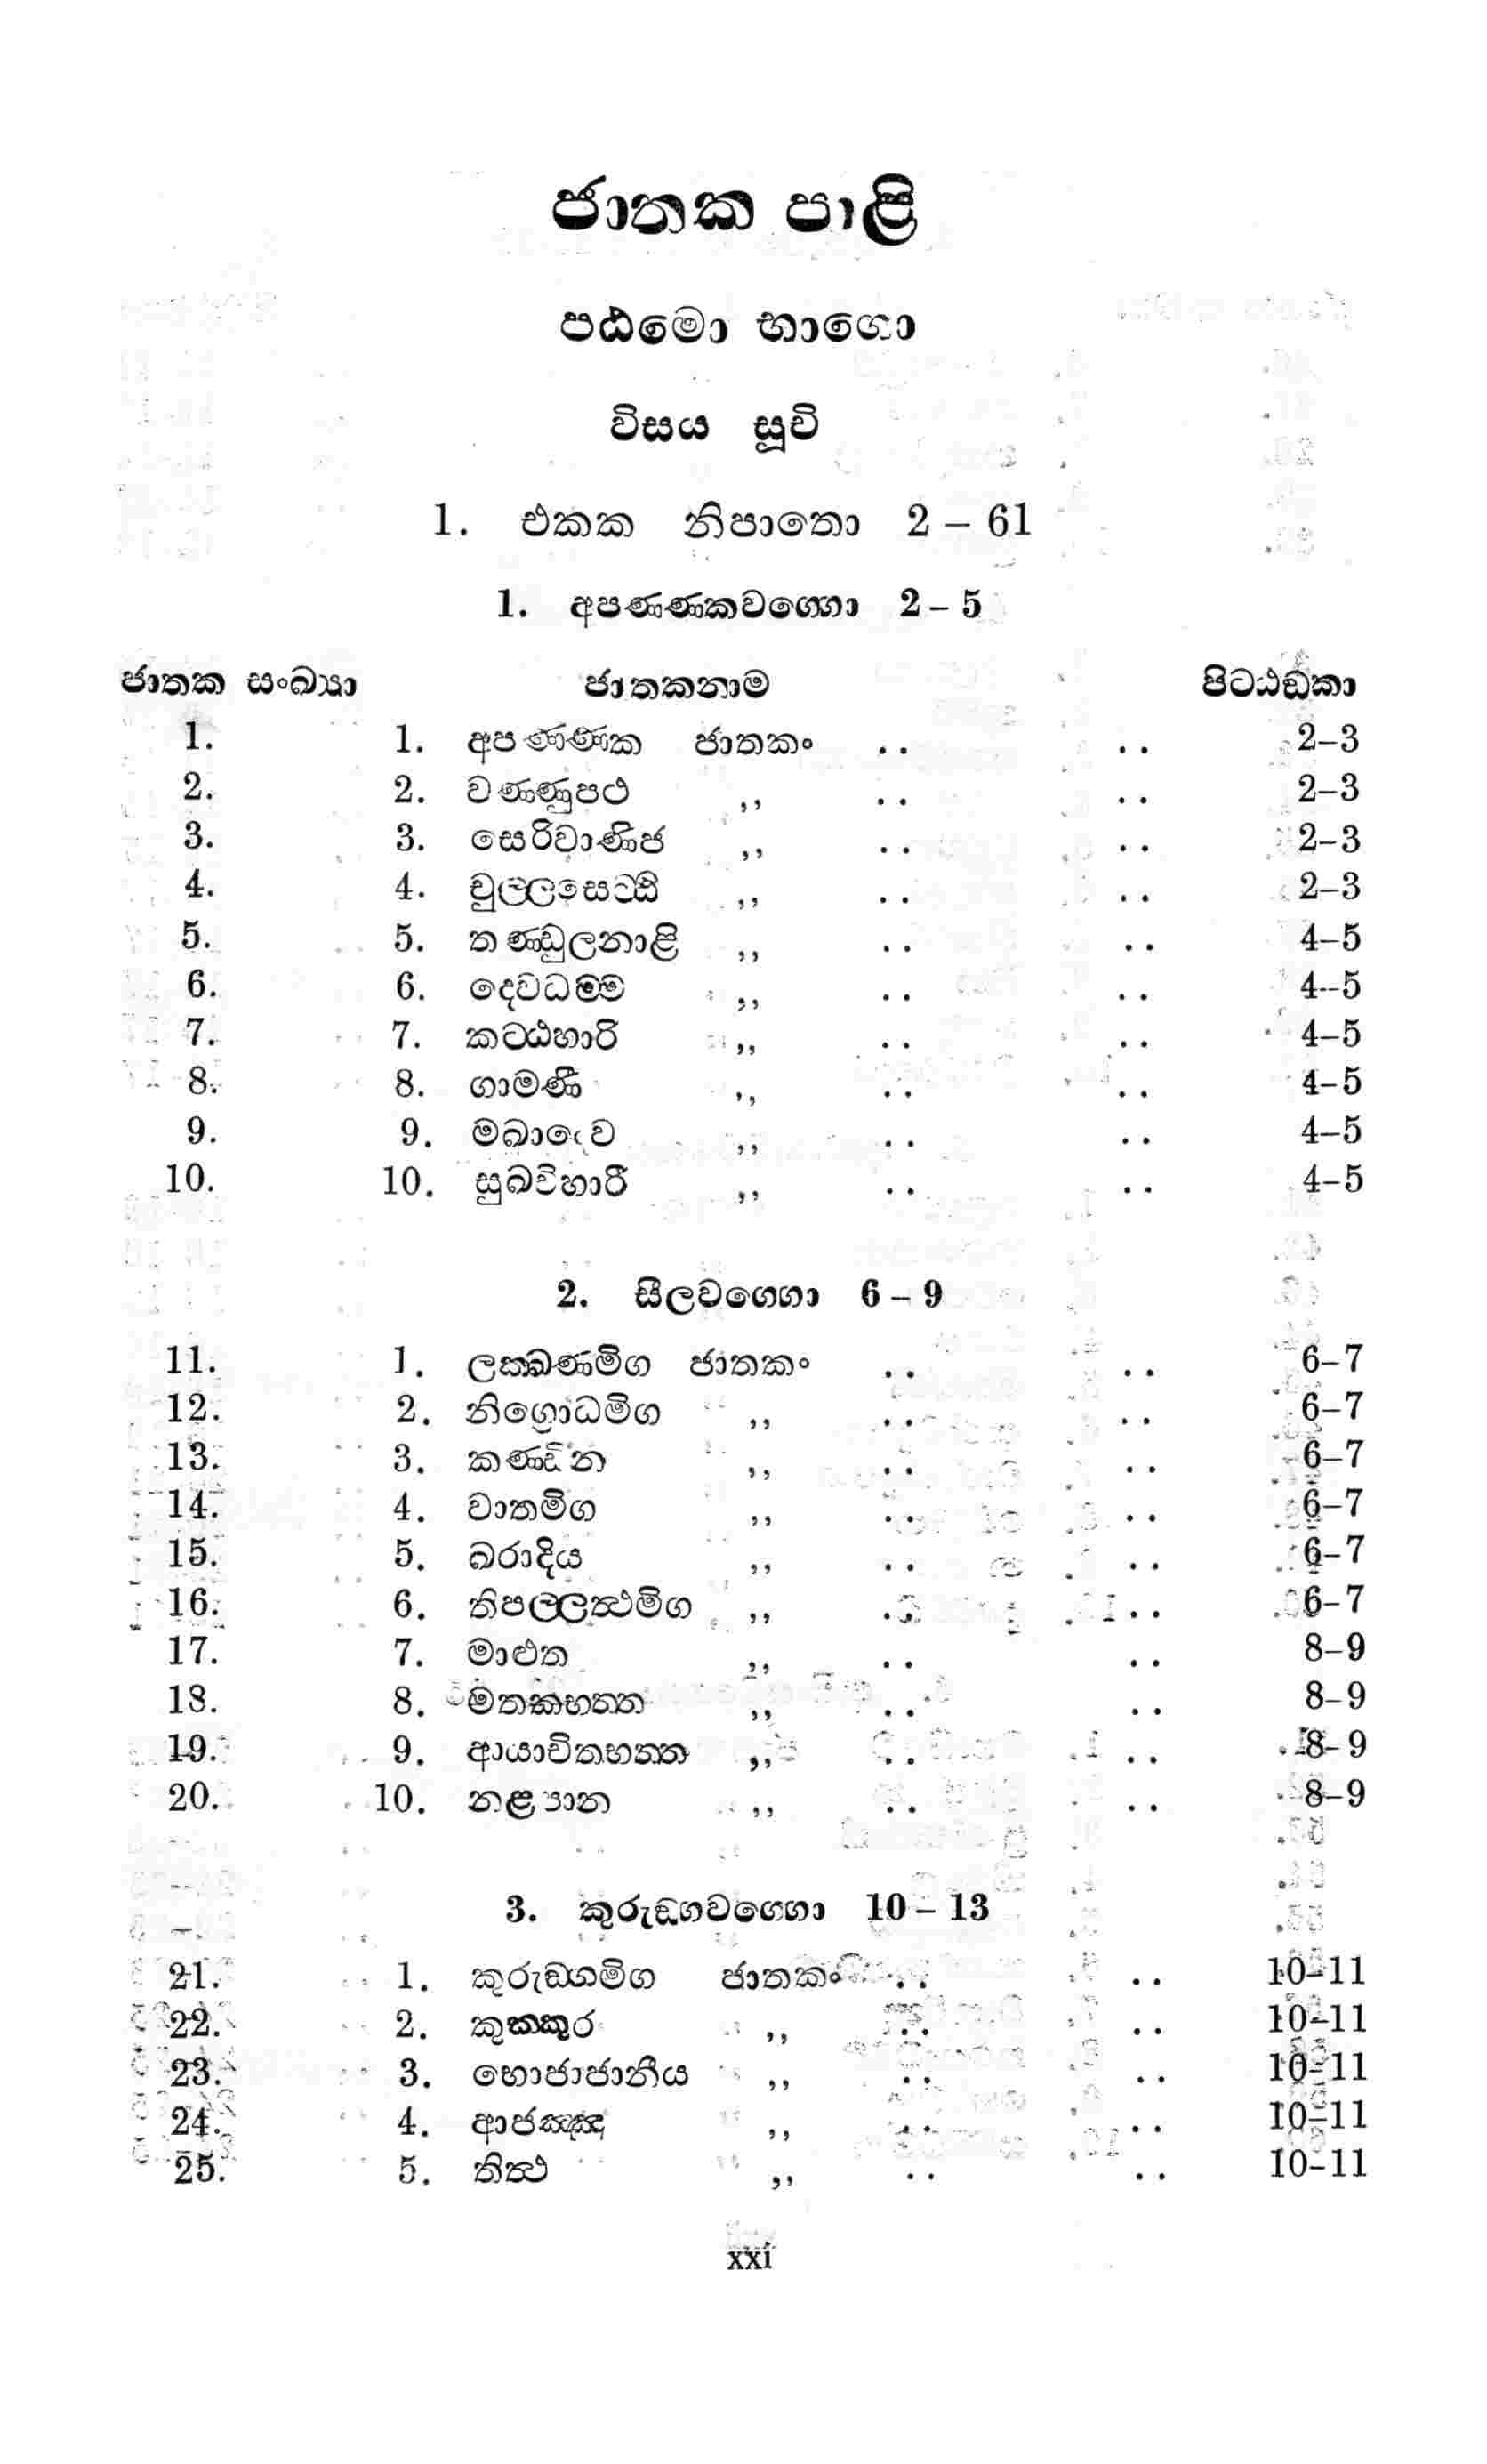 ජාතක පාළි
පඨමො භාගො
විසය සූචි
1. එකක නිපාතො 2 – 61
1. අපණ්ණකවග්ගො 2 – 5
ජාතක සංඛ්‍යා ජාතකනාම පිට්ඨඞ්කා
1. 1. අපණ්ණක ජාතකං .. .. 2–3
2. 2. වණ්ණුපථ ,, .. .. 2–3
3. 3. සෙරිවාණිජ ,, .. .. 2–3
4. 4. චුල්ලසෙට්ඨි ,, .. .. 2–3
5. 5. තණ්ඩුලනාළි ,, .. .. 4–5
6. 6. දෙවධම්ම ,, .. .. 4–5
7. 7. කට්ඨහාරි ,, .. .. 4–5
8. 8. ගාමණී ,, .. .. 4–5
9. 9. මඛාදෙව ,, .. .. 4–5
10. 10. සුඛවිහාරී ,, .. .. 4–5
2. සීලවග්ගො 6 – 9
11. 1. ලක්ඛණමිග ජාතකං .. .. 6–7
12. 2. නිග්‍රොධමිග ,, .. .. 6–7
13. 3. කණ්ඩින ,, .. .. 6–7
14. 4. වාතමිග ,, .. .. 6–7
15. 5. ඛරාදිය ,, .. .. 6–7
16. 6. තිපල්ලත්ථමිග ,, .. .. 6–7
17. 7. මාළුත ,, .. .. 8–9
18. 8. මතකභත්ත ,, .. .. 8–9
19. 9. ආයාචිතභත්ත ,, .. .. 8–9
20. 10. නළපාන ,, .. .. 8–9
3. කුරුඞ්ගවග්ගො 10 – 13
21. 1. කුරුඞ්ගමිග ජාතකං .. .. 10–11
22. 2. කුක්කුර ,, .. .. 10–11
23. 3. භොජාජානීය ,, .. .. 10–11
24. 4. ආජඤ්ඤ ,, .. .. 10–11
25. 5. තිත්ථ ,, .. .. 10–11
xxi